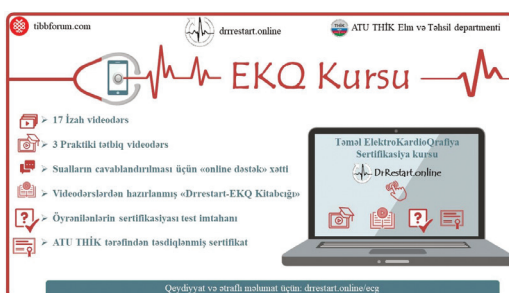 tibbforum.com
drrestart.online
ATU THİK Elm və Təhsil departmenti
EKQ Kursu
17 İzah videodərs
3 Praktiki tətbiq videodərs
Sualların cavablandırılması üçün «online dəstək» xətti
Videodərslərdən hazırlanmış «Drrestart-EKQ Kitabcığı»
Öyrənilənlərin sertifikasiyası test imtahanı
ATU THİK tərəfindən təsdiqlənmiş sertifikat
Təməl ElektroKardioQrafiya
Sertifikasiya kursu
DrRestart.online
Qeydiyyat və ətraflı məlumat üçün: drrestart.online/ecg